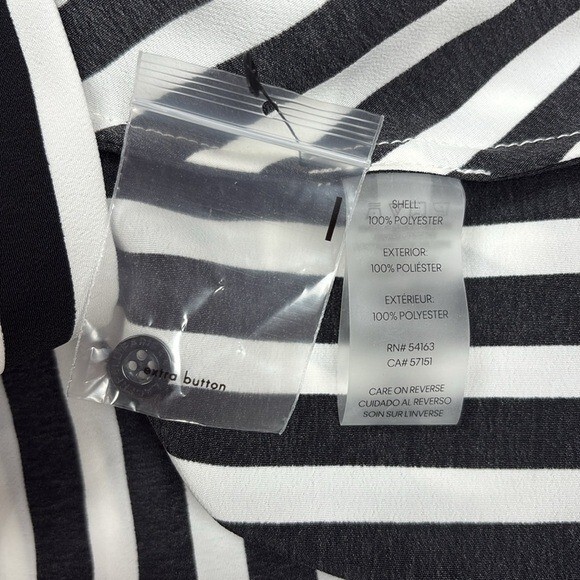 extra button
SHELL:
100% POLYESTER
EXTERIOR:
100% POLIÉSTER
EXTÉRIEUR:
100% POLYESTER
RN# 54163
CA# 57151
CARE ON REVERSE
CUIDADO AL REVERSO
SOIN SUR L'INVERSE